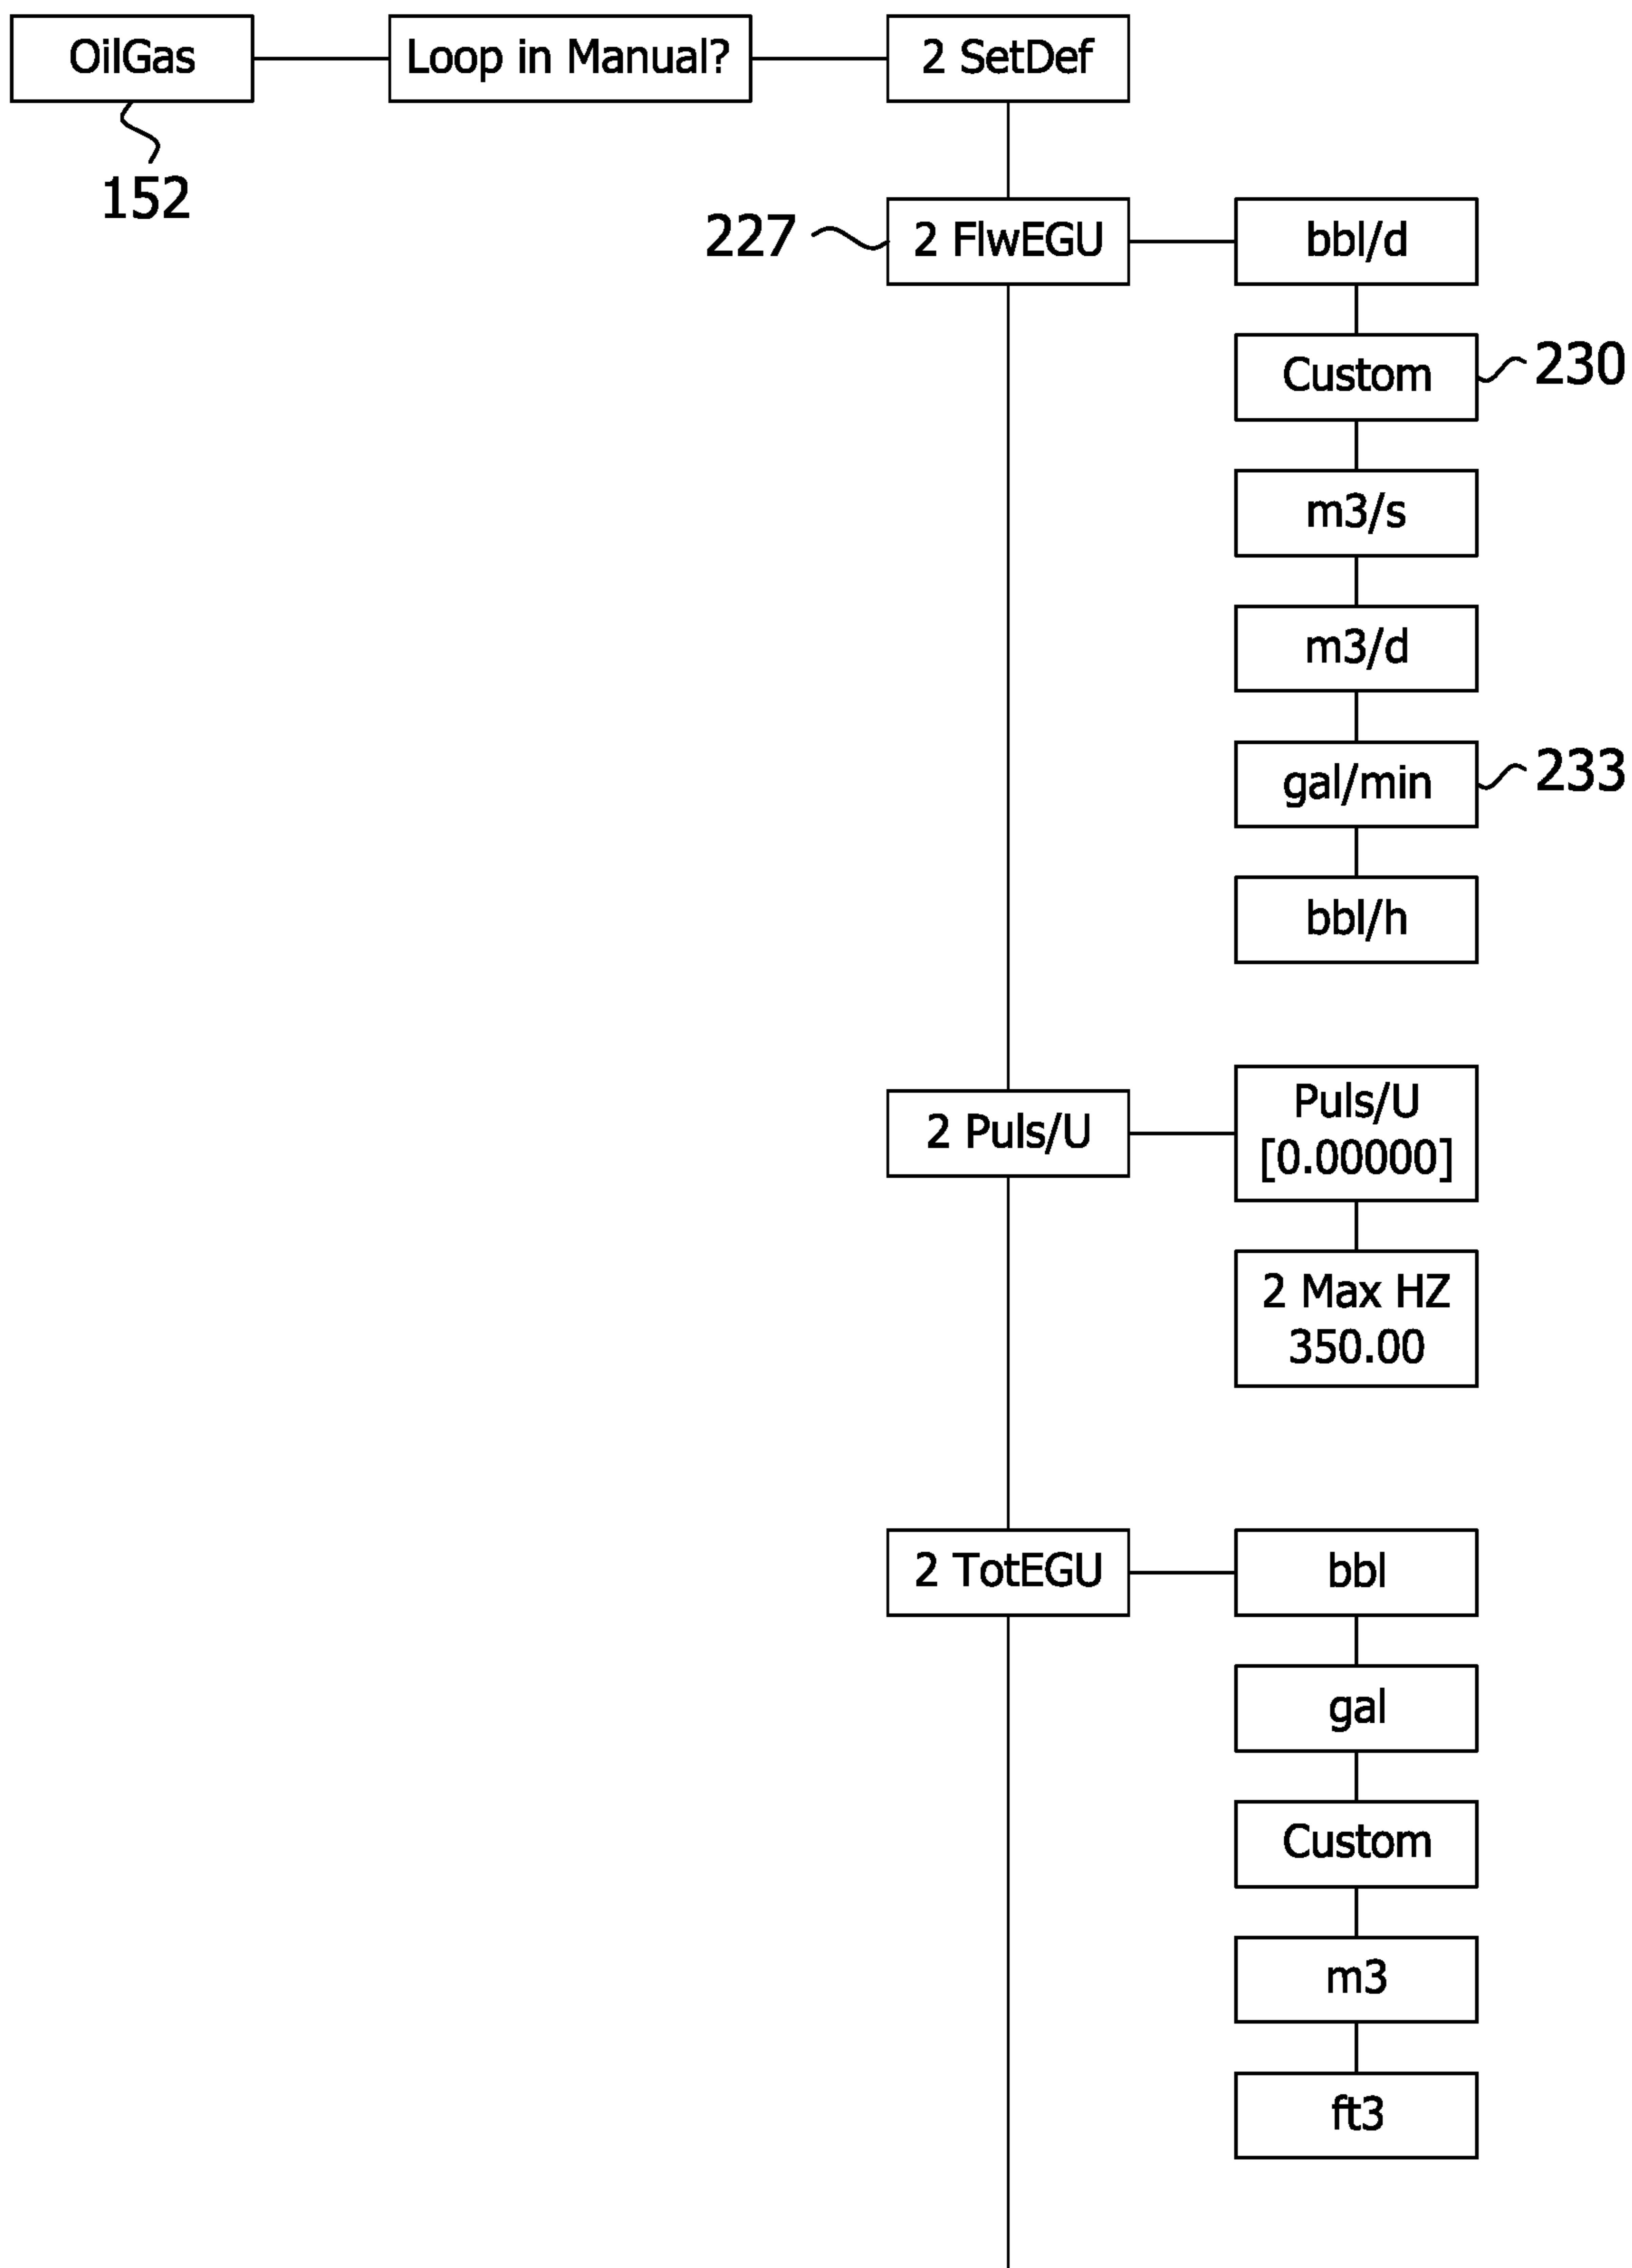 OilGas
Loop in Manual?
2 SetDef
152
227
2 FlwEGU
bbl/d
Custom
230
m3/s
m3/d
gal/min
233
bbl/h
2 Puls/U
Puls/U
[0.00000]
2 Max HZ
350.00
2 TotEGU
bbl
gal
Custom
m3
ft3